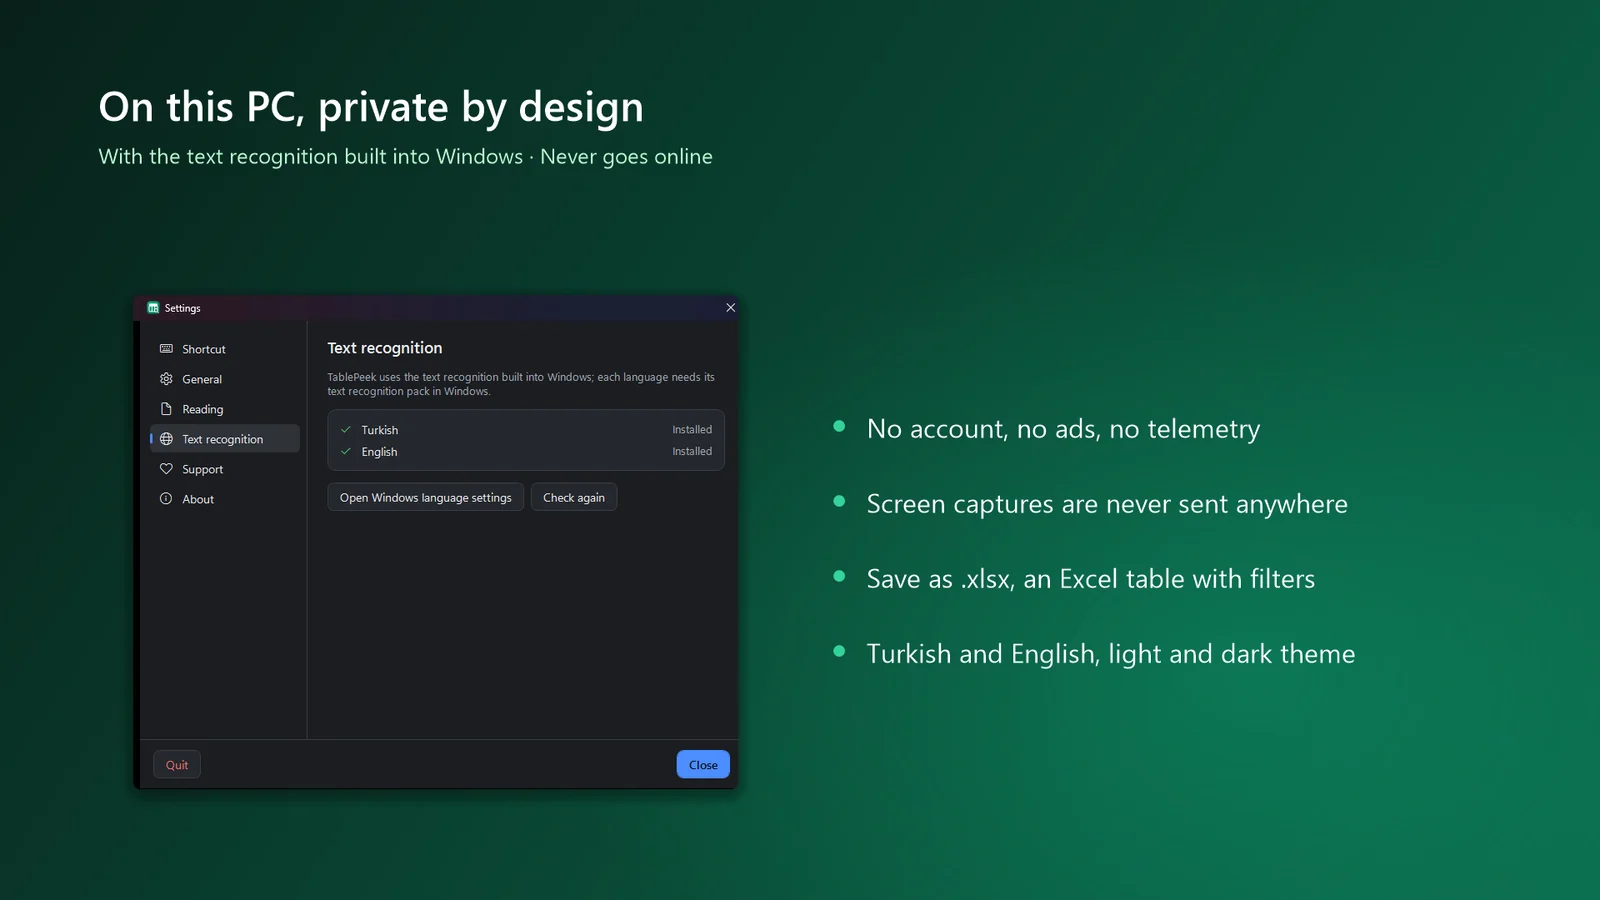 On this PC, private by design
With the text recognition built into Windows · Never goes online
Settings
Shortcut
General
Reading
Text recognition
Support
About
Text recognition
TablePeek uses the text recognition built into Windows; each language needs its
text recognition pack in Windows.
Turkish Installed
English Installed
Open Windows language settings Check again
Quit Close
No account, no ads, no telemetry
Screen captures are never sent anywhere
Save as .xlsx, an Excel table with filters
Turkish and English, light and dark theme